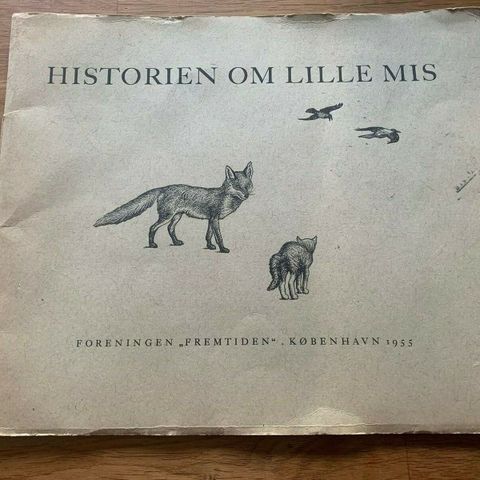 HISTORIEN OM LILLE MIS
FORENINGEN „FREMTIDEN“ . KØBENHAVN 1955